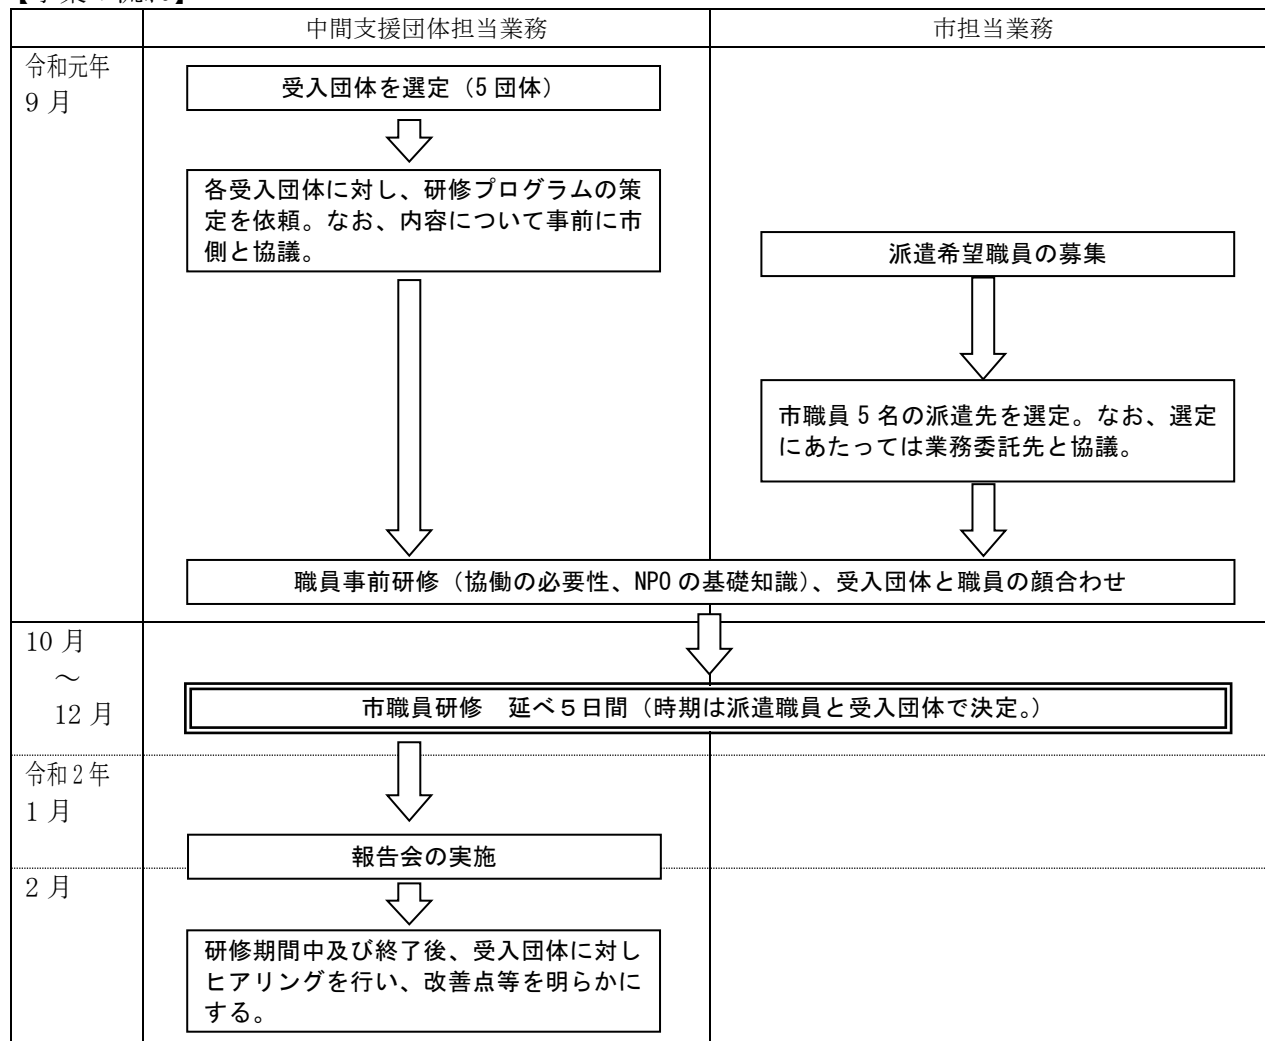 【事業の流れ】
中間支援団体担当業務
市担当業務
令和元年
9月
受入団体を選定（5団体）
各受入団体に対し、研修プログラムの策
定を依頼。なお、内容について事前に市
側と協議。
派遣希望職員の募集
市職員5名の派遣先を選定。なお、選定
にあたっては業務委託先と協議。
職員事前研修（協働の必要性、NPOの基礎知識）、受入団体と職員の顔合わせ
10月
～
12月
市職員研修　延べ５日間（時期は派遣職員と受入団体で決定。）
令和2年
1月
報告会の実施
2月
研修期間中及び終了後、受入団体に対し
ヒアリングを行い、改善点等を明らかに
する。